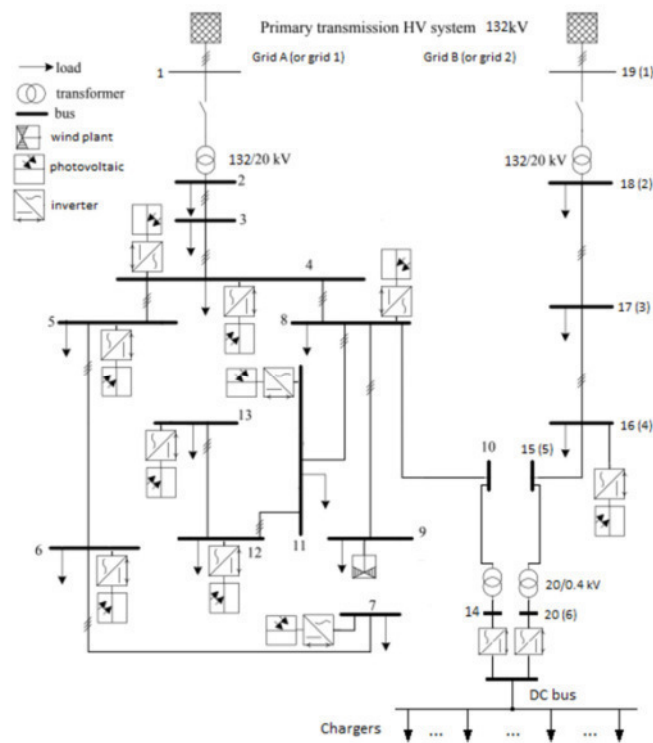 Primary transmission HV system 132kV
Grid A (or grid 1)
Grid B (or grid 2)
1
19 (1)
load
transformer
bus
wind plant
photovoltaic
inverter
132/20 kV
132/20 kV
2
18 (2)
3
4
5
8
17 (3)
13
16 (4)
10
15 (5)
6
12
11
9
7
20/0.4 kV
14
20 (6)
DC bus
Chargers
... ... ...